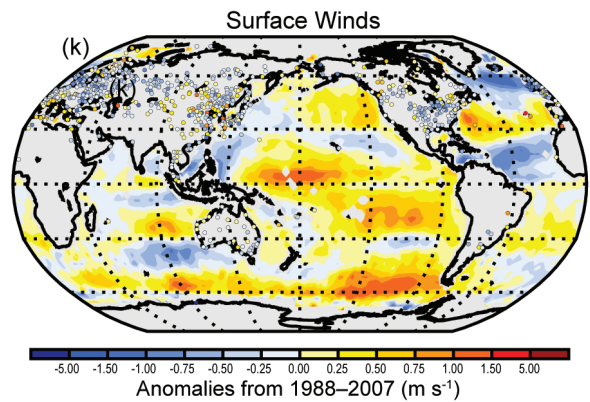 Surface Winds
(k)
(k)
-5.00 -1.50 -1.00 -0.75 -0.50 -0.25 0.00 0.25 0.50 0.75 1.00 1.50 5.00
Anomalies from 1988–2007 (m s-1)